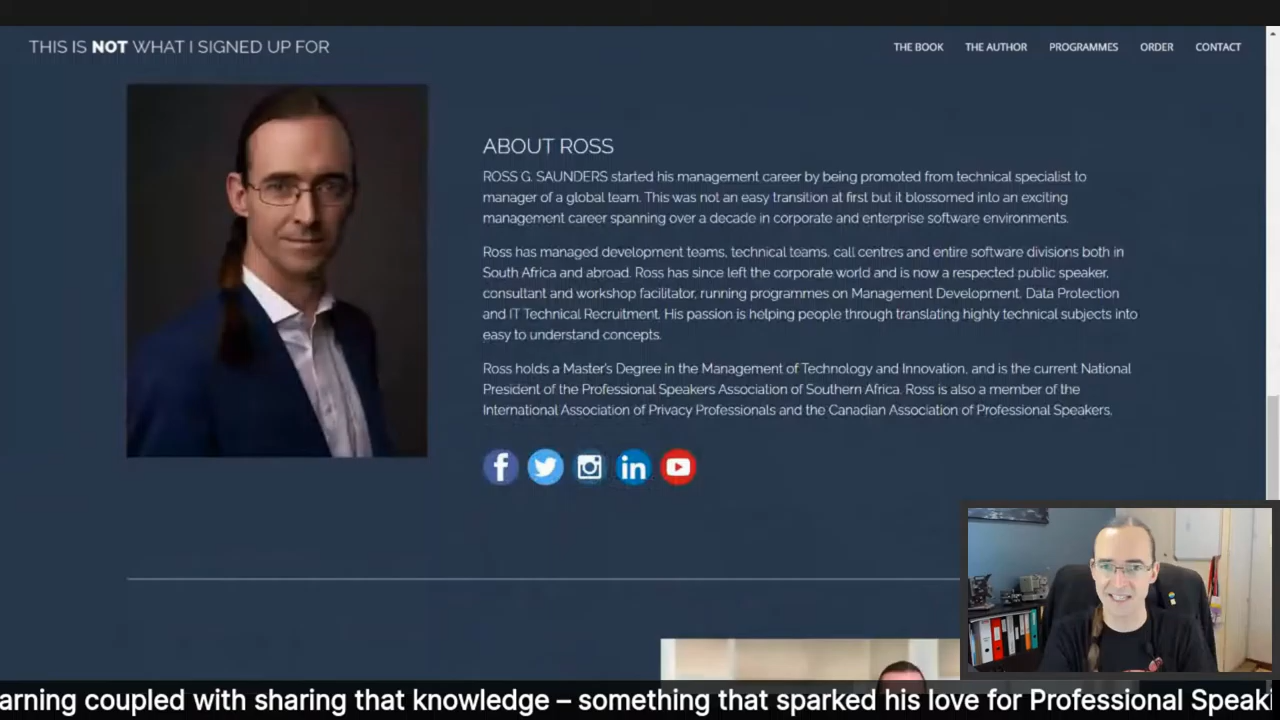 THIS IS NOT WHAT I SIGNED UP FOR
THE BOOK THE AUTHOR PROGRAMMES ORDER CONTACT
ABOUT ROSS
ROSS G. SAUNDERS started his management career by being promoted from technical specialist to
manager of a global team. This was not an easy transition at first but it blossomed into an exciting
management career spanning over a decade in corporate and enterprise software environments.
Ross has managed development teams, technical teams, call centres and entire software divisions both in
South Africa and abroad. Ross has since left the corporate world and is now a respected public speaker,
consultant and workshop facilitator, running programmes on Management Development, Data Protection
and IT Technical Recruitment. His passion is helping people through translating highly technical subjects into
easy to understand concepts.
Ross holds a Master's Degree in the Management of Technology and Innovation, and is the current National
President of the Professional Speakers Association of Southern Africa. Ross is also a member of the
International Association of Privacy Professionals and the Canadian Association of Professional Speakers.
f in
arning coupled with sharing that knowledge – something that sparked his love for Professional Speaki